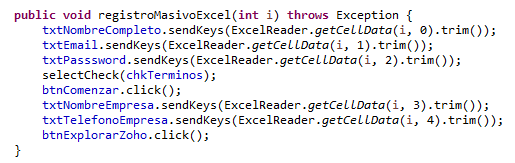 public void registroMasivoExcel(int i) throws Exception {
txtNombreCompleto.sendKeys(ExcelReader.getCellData(i, 0).trim());
txtEmail.sendKeys(ExcelReader.getCellData(i, 1).trim());
txtPasssword.sendKeys(ExcelReader.getCellData(i, 2).trim());
selectCheck(chkTerminos);
btnComenzar.click();
txtNombreEmpresa.sendKeys(ExcelReader.getCellData(i, 3).trim());
txtTelefonoEmpresa.sendKeys(ExcelReader.getCellData(i, 4).trim());
btnExplorarZoho.click();
}